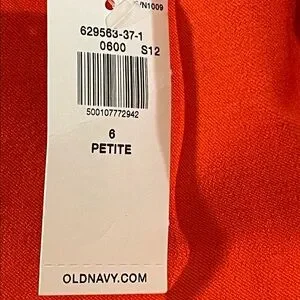 629563-37-1
0600 S12
500107772942
6
PETITE
OLDNAVY.COM